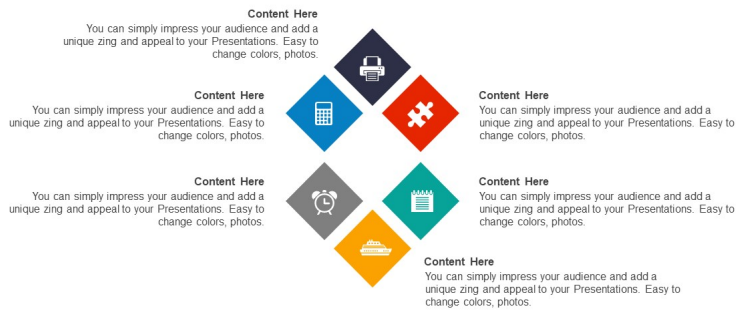 Content Here
You can simply impress your audience and add a
unique zing and appeal to your Presentations. Easy to
change colors, photos.
Content Here
You can simply impress your audience and add a
unique zing and appeal to your Presentations. Easy to
change colors, photos.
Content Here
You can simply impress your audience and add a
unique zing and appeal to your Presentations. Easy to
change colors, photos.
Content Here
You can simply impress your audience and add a
unique zing and appeal to your Presentations. Easy to
change colors, photos.
Content Here
You can simply impress your audience and add a
unique zing and appeal to your Presentations. Easy to
change colors, photos.
Content Here
You can simply impress your audience and add a
unique zing and appeal to your Presentations. Easy to
change colors, photos.